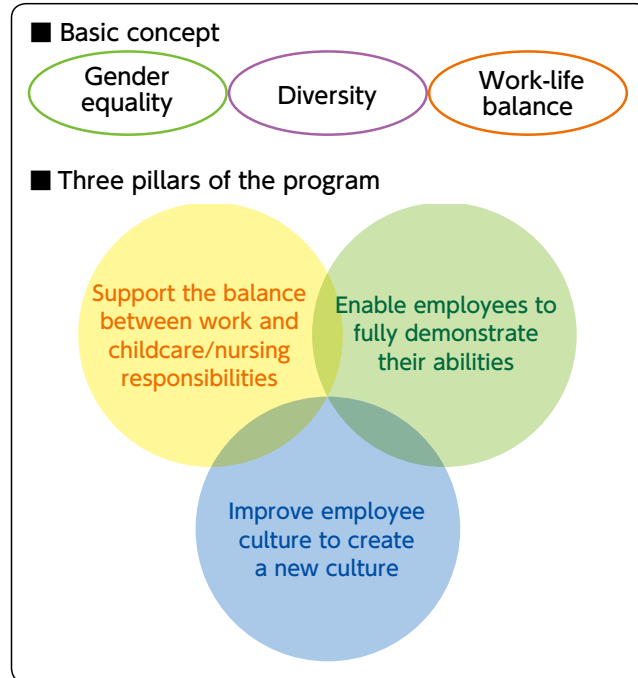 ■ Basic concept
Gender
equality
Diversity
Work-life
balance
■ Three pillars of the program
Support the balance
between work and
childcare/nursing
responsibilities
Enable employees to
fully demonstrate
their abilities
Improve employee
culture to create
a new culture